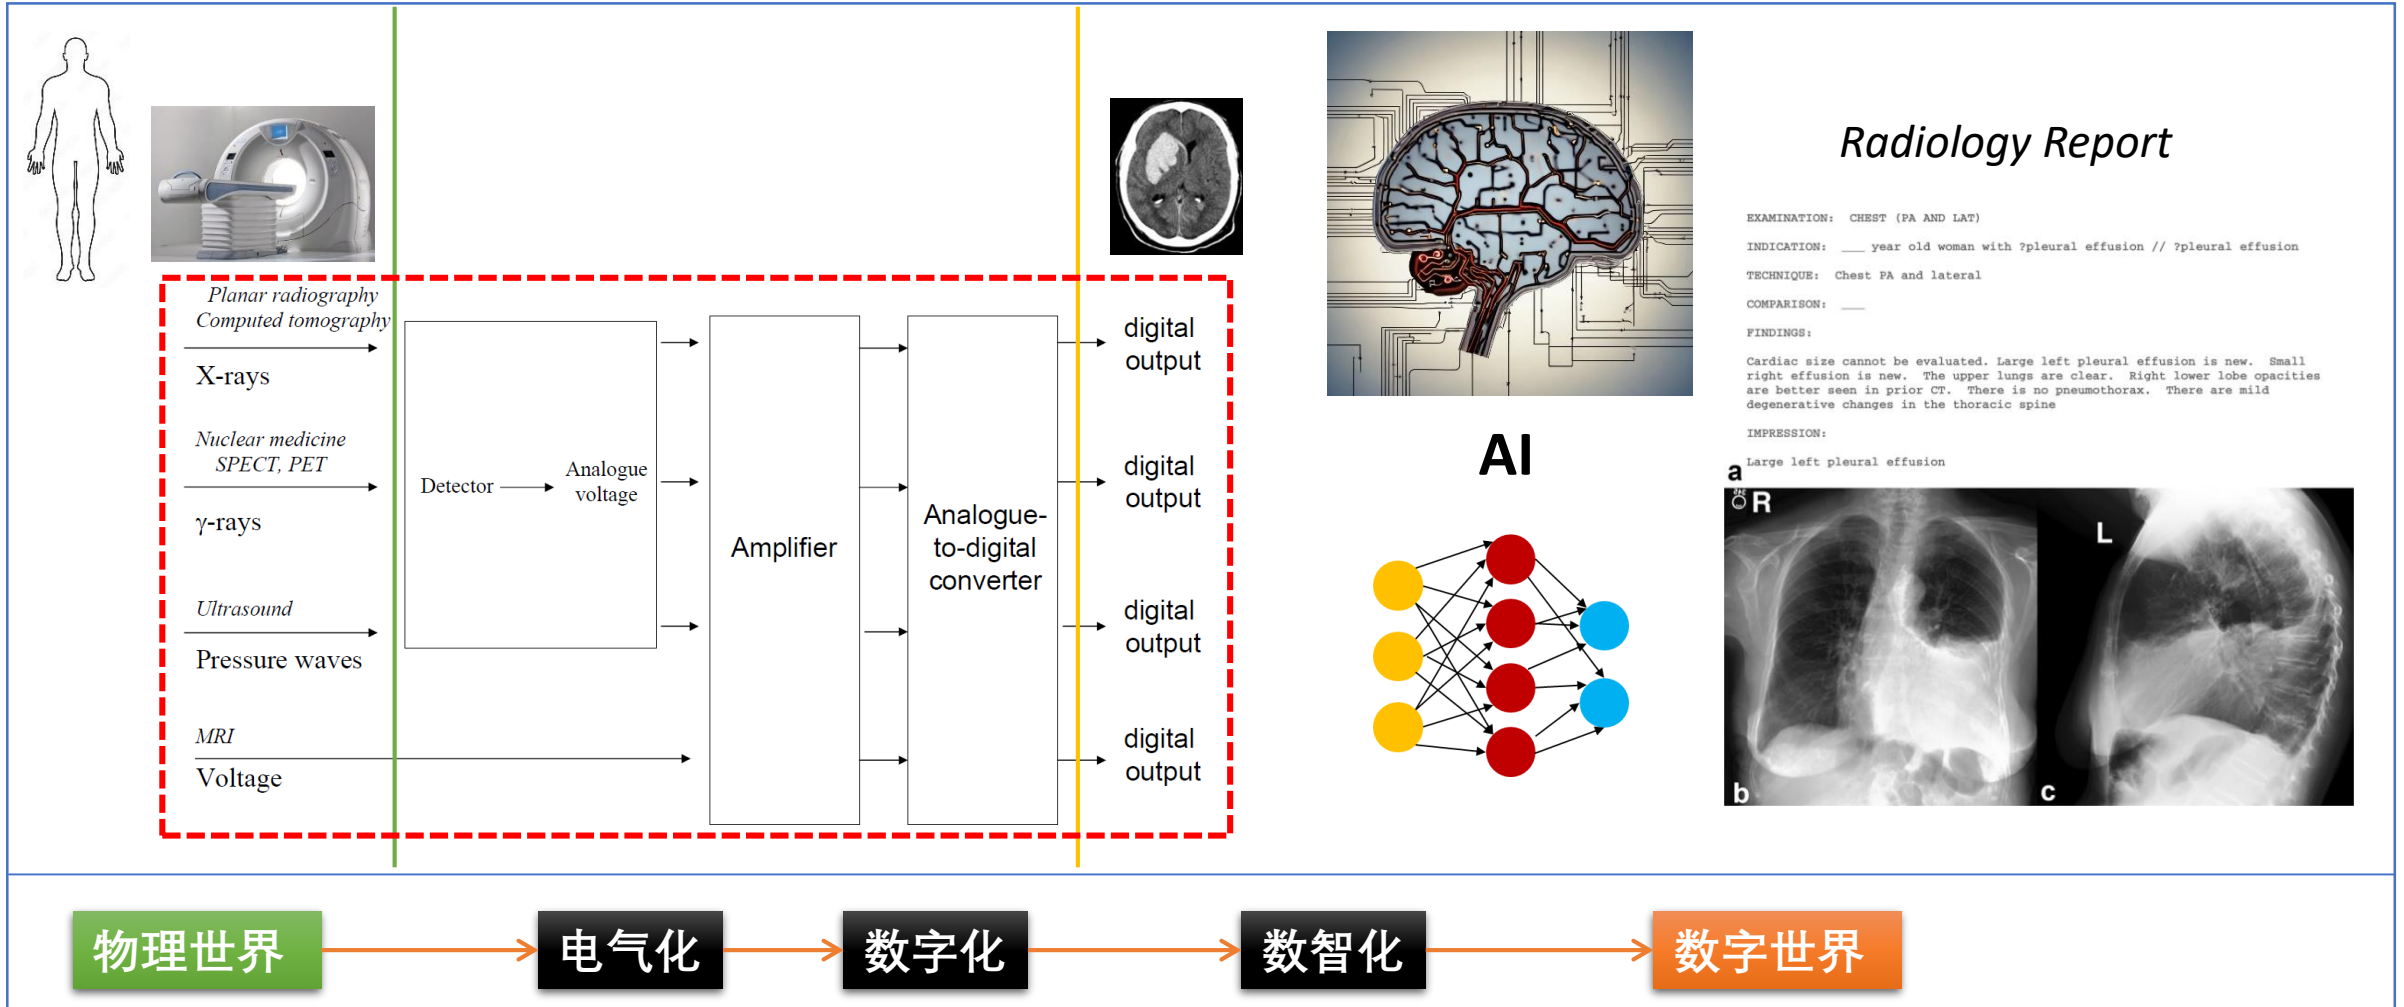 Planar radiography
Computed tomography
X-rays
Nuclear medicine
SPECT, PET
γ-rays
Ultrasound
Pressure waves
MRI
Voltage
Detector
Analogue
voltage
Amplifier
Analogue-
to-digital
converter
digital
output
digital
output
digital
output
digital
output
AI
Radiology Report
EXAMINATION: CHEST (PA AND LAT)
INDICATION: ___ year old woman with ?pleural effusion // ?pleural effusion
TECHNIQUE: Chest PA and lateral
COMPARISON: ___
FINDINGS:
Cardiac size cannot be evaluated. Large left pleural effusion is new. Small
right effusion is new. The upper lungs are clear. Right lower lobe opacities
are better seen in prior CT. There is no pneumothorax. There are mild
degenerative changes in the thoracic spine
IMPRESSION:
Large left pleural effusion
a
R
L
b
c
物理世界
电气化
数字化
数智化
数字世界